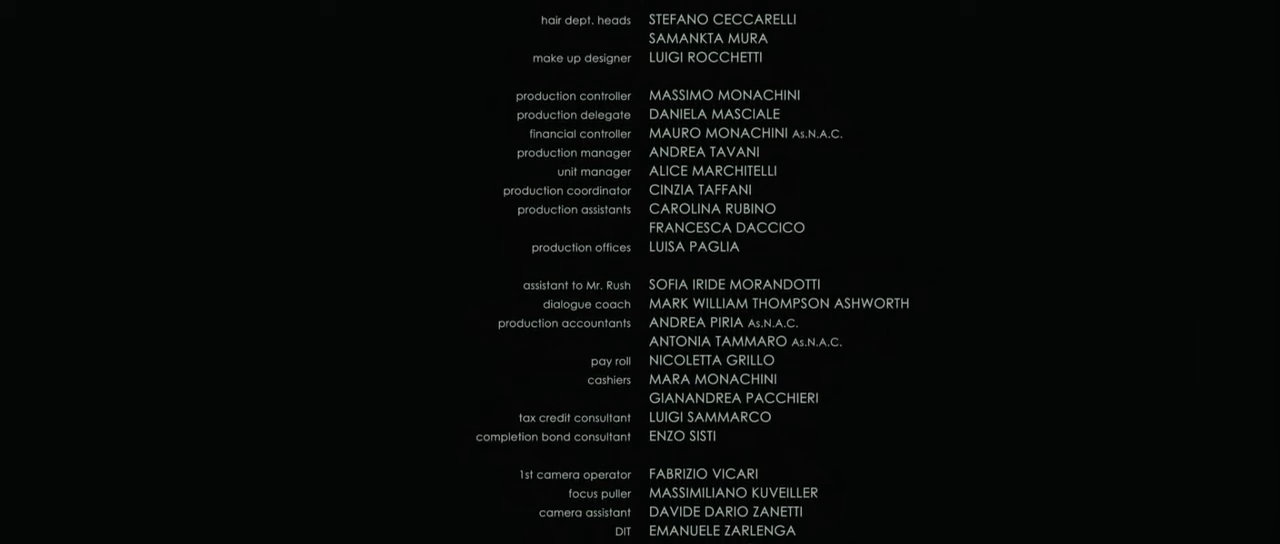 hair dept. heads STEFANO CECCARELLI
SAMANKTA MURA
make up designer LUIGI ROCCHETTI
production controller MASSIMO MONACHINI
production delegate DANIELA MASCIALE
financial controller MAURO MONACHINI As.N.A.C.
production manager ANDREA TAVANI
unit manager ALICE MARCHITELLI
production coordinator CINZIA TAFFANI
production assistants CAROLINA RUBINO
FRANCESCA DACCICO
production offices LUISA PAGLIA
assistant to Mr. Rush SOFIA IRIDE MORANDOTTI
dialogue coach MARK WILLIAM THOMPSON ASHWORTH
production accountants ANDREA PIRIA As.N.A.C.
ANTONIA TAMMARO As.N.A.C.
pay roll NICOLETTA GRILLO
cashiers MARA MONACHINI
GIANANDREA PACCHIERI
tax credit consultant LUIGI SAMMARCO
completion bond consultant ENZO SISTI
1st camera operator FABRIZIO VICARI
focus puller MASSIMILIANO KUVEILLER
camera assistant DAVIDE DARIO ZANETTI
DIT EMANUELE ZARLENGA